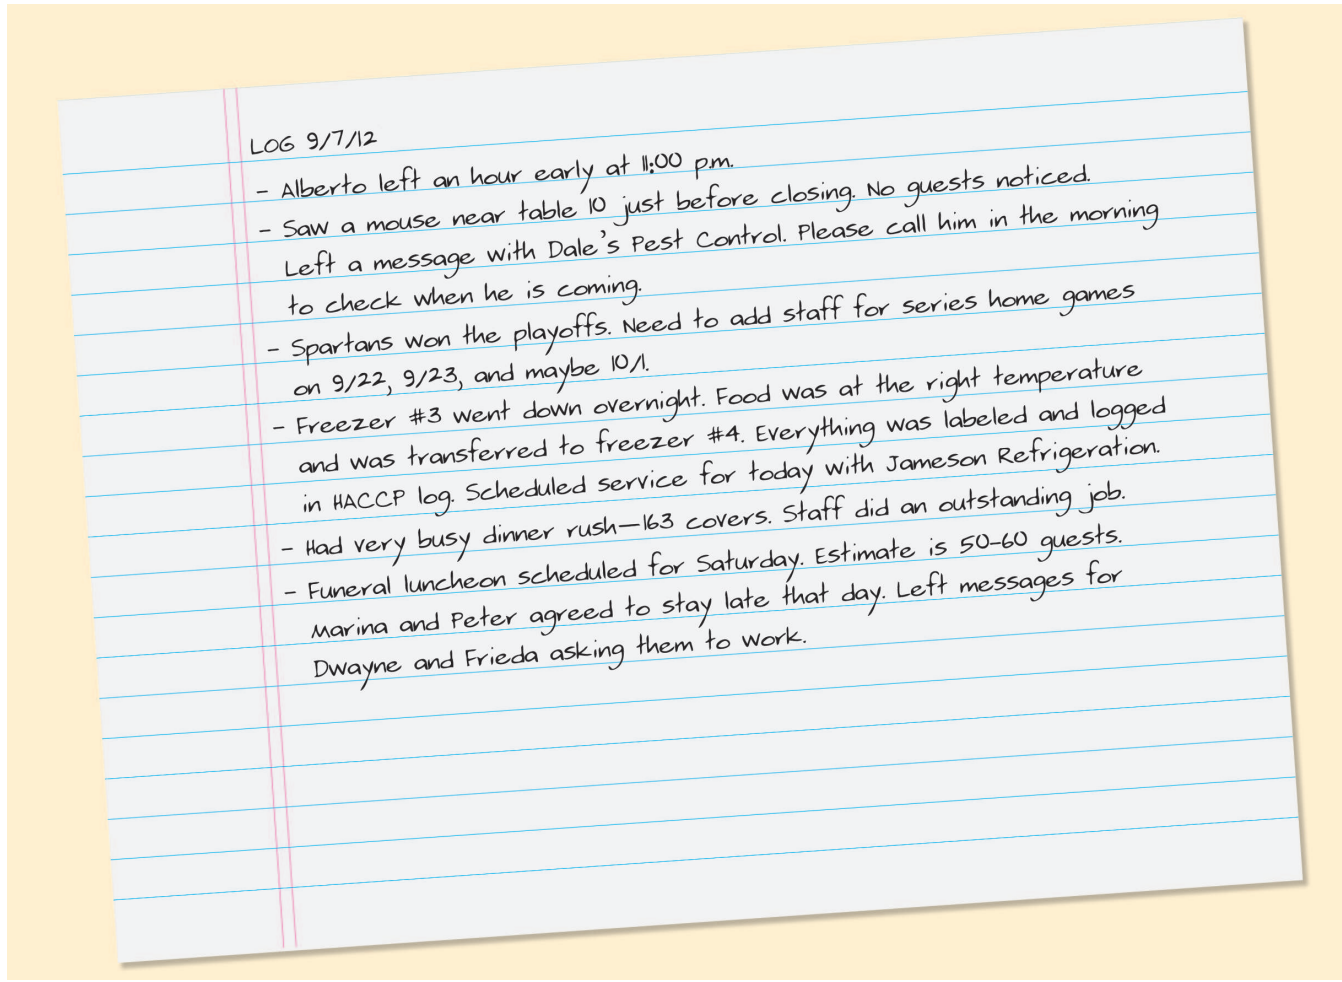 LOG 9/7/12
- Alberto left an hour early at 11:00 p.m.
- Saw a mouse near table 10 just before closing. No guests noticed.
Left a message with Dale's Pest Control. Please call him in the morning
to check when he is coming.
- Spartans won the playoffs. Need to add staff for series home games
on 9/22, 9/23, and maybe 10/1.
- Freezer #3 went down overnight. Food was at the right temperature
and was transferred to freezer #4. Everything was labeled and logged
in HACCP log. Scheduled service for today with Jameson Refrigeration.
- Had very busy dinner rush—163 covers. Staff did an outstanding job.
- Funeral luncheon scheduled for Saturday. Estimate is 50-60 guests.
Marina and Peter agreed to stay late that day. Left messages for
Dwayne and Frieda asking them to work.